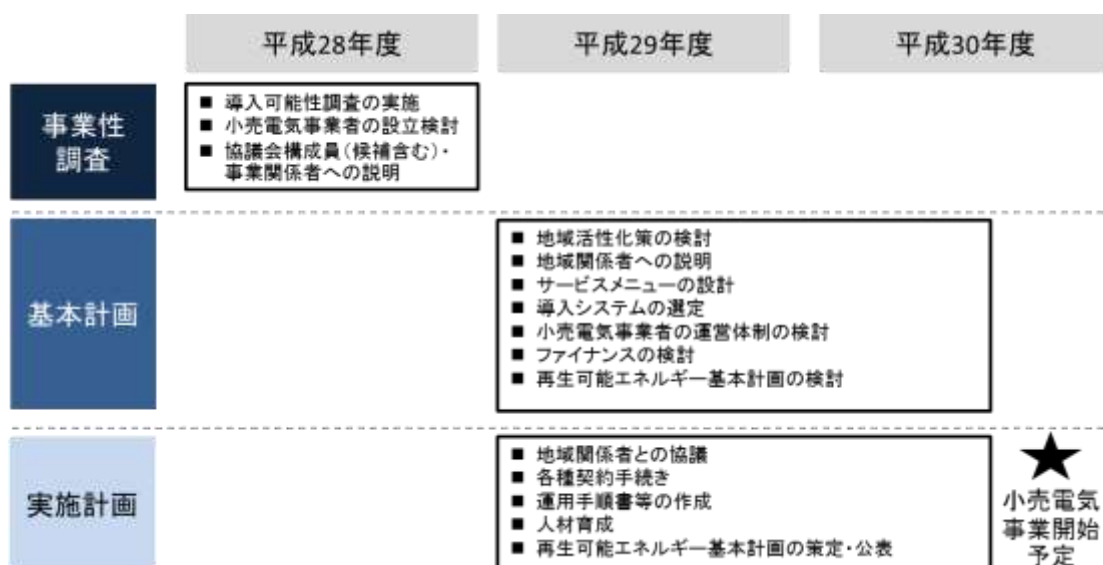 平成28年度
平成29年度
平成30年度
事業性
調査
■ 導入可能性調査の実施
■ 小売電気事業者の設立検討
■ 協議会構成員(候補含む)・
事業関係者への説明
基本計画
■ 地域活性化策の検討
■ 地域関係者への説明
■ サービスメニューの設計
■ 導入システムの選定
■ 小売電気事業者の運営体制の検討
■ ファイナンスの検討
■ 再生可能エネルギー基本計画の検討
実施計画
■ 地域関係者との協議
■ 各種契約手続き
■ 運用手順書等の作成
■ 人材育成
■ 再生可能エネルギー基本計画の策定・公表
★
小売電気
事業開始
予定